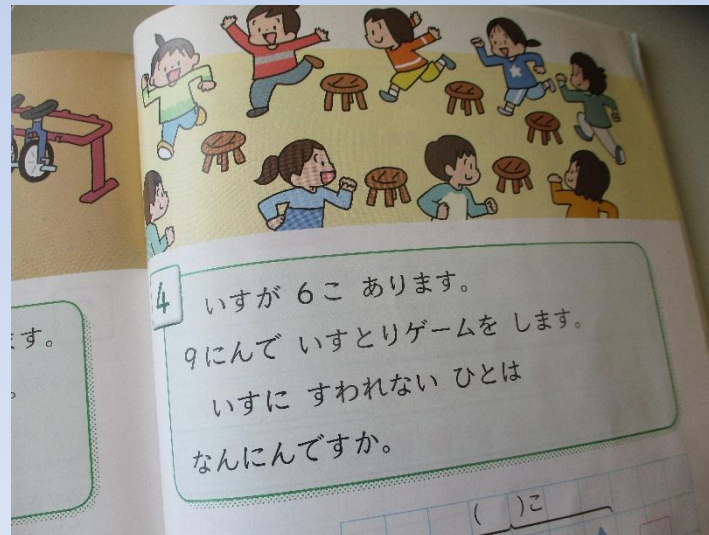 ます。
。
4
いすが 6こ あります。
9にんで いすとりゲームを します。
いすに すわれない ひとは
なんにんですか。
( )こ